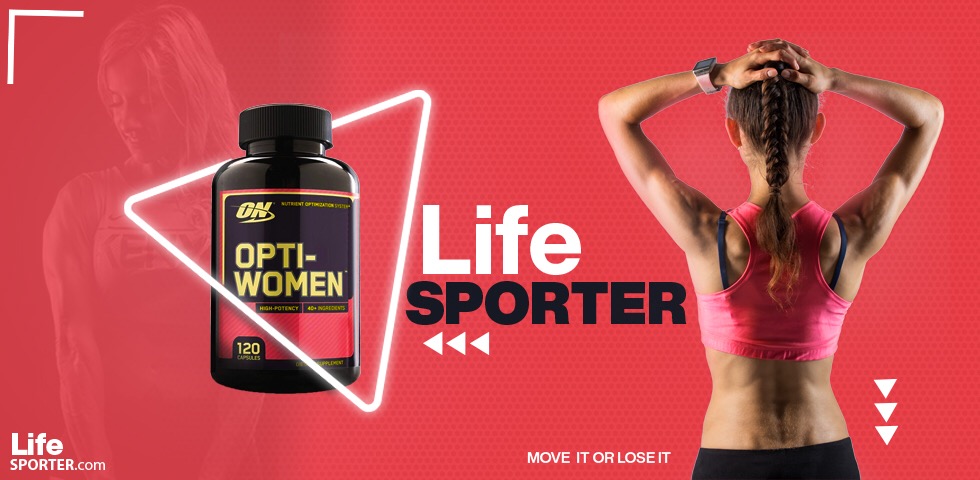 ON
NUTRIENT OPTIMIZATION SYSTEM
OPTI-
WOMEN
HIGH-POTENCY 40+ INGREDIENTS
120
CAPSULES
SUPPLEMENT
Life
SPORTER
MOVE IT OR LOSE IT
Life
SPORTER.com